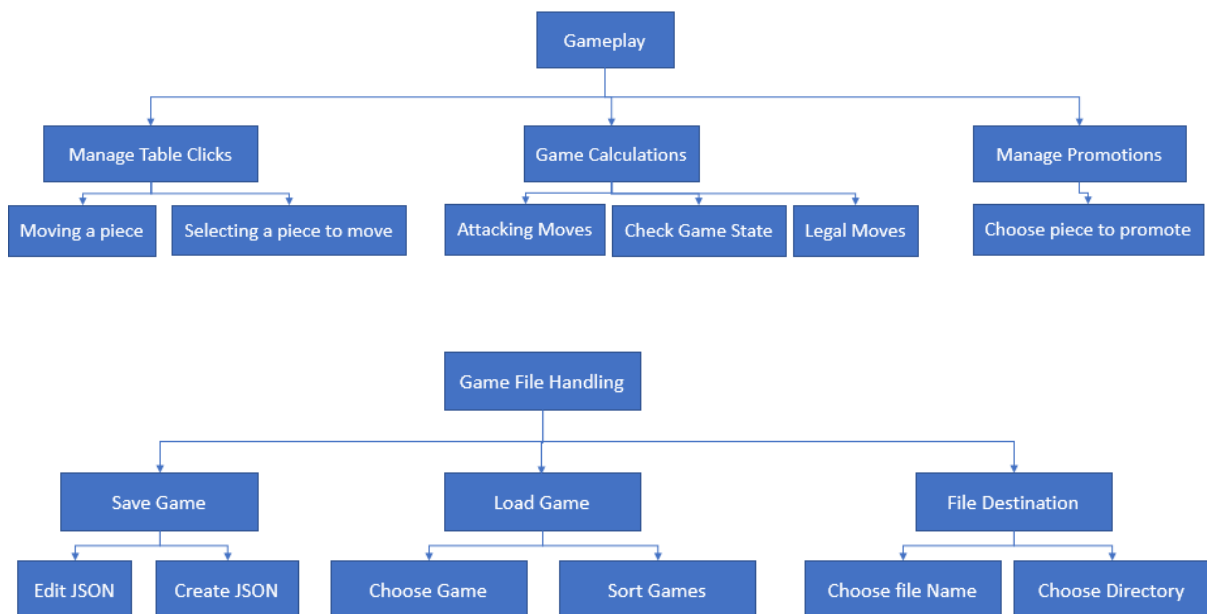 Gameplay
Manage Table Clicks
Game Calculations
Manage Promotions
Moving a piece
Selecting a piece to move
Attacking Moves
Check Game State
Legal Moves
Choose piece to promote
Game File Handling
Save Game
Load Game
File Destination
Edit JSON
Create JSON
Choose Game
Sort Games
Choose file Name
Choose Directory